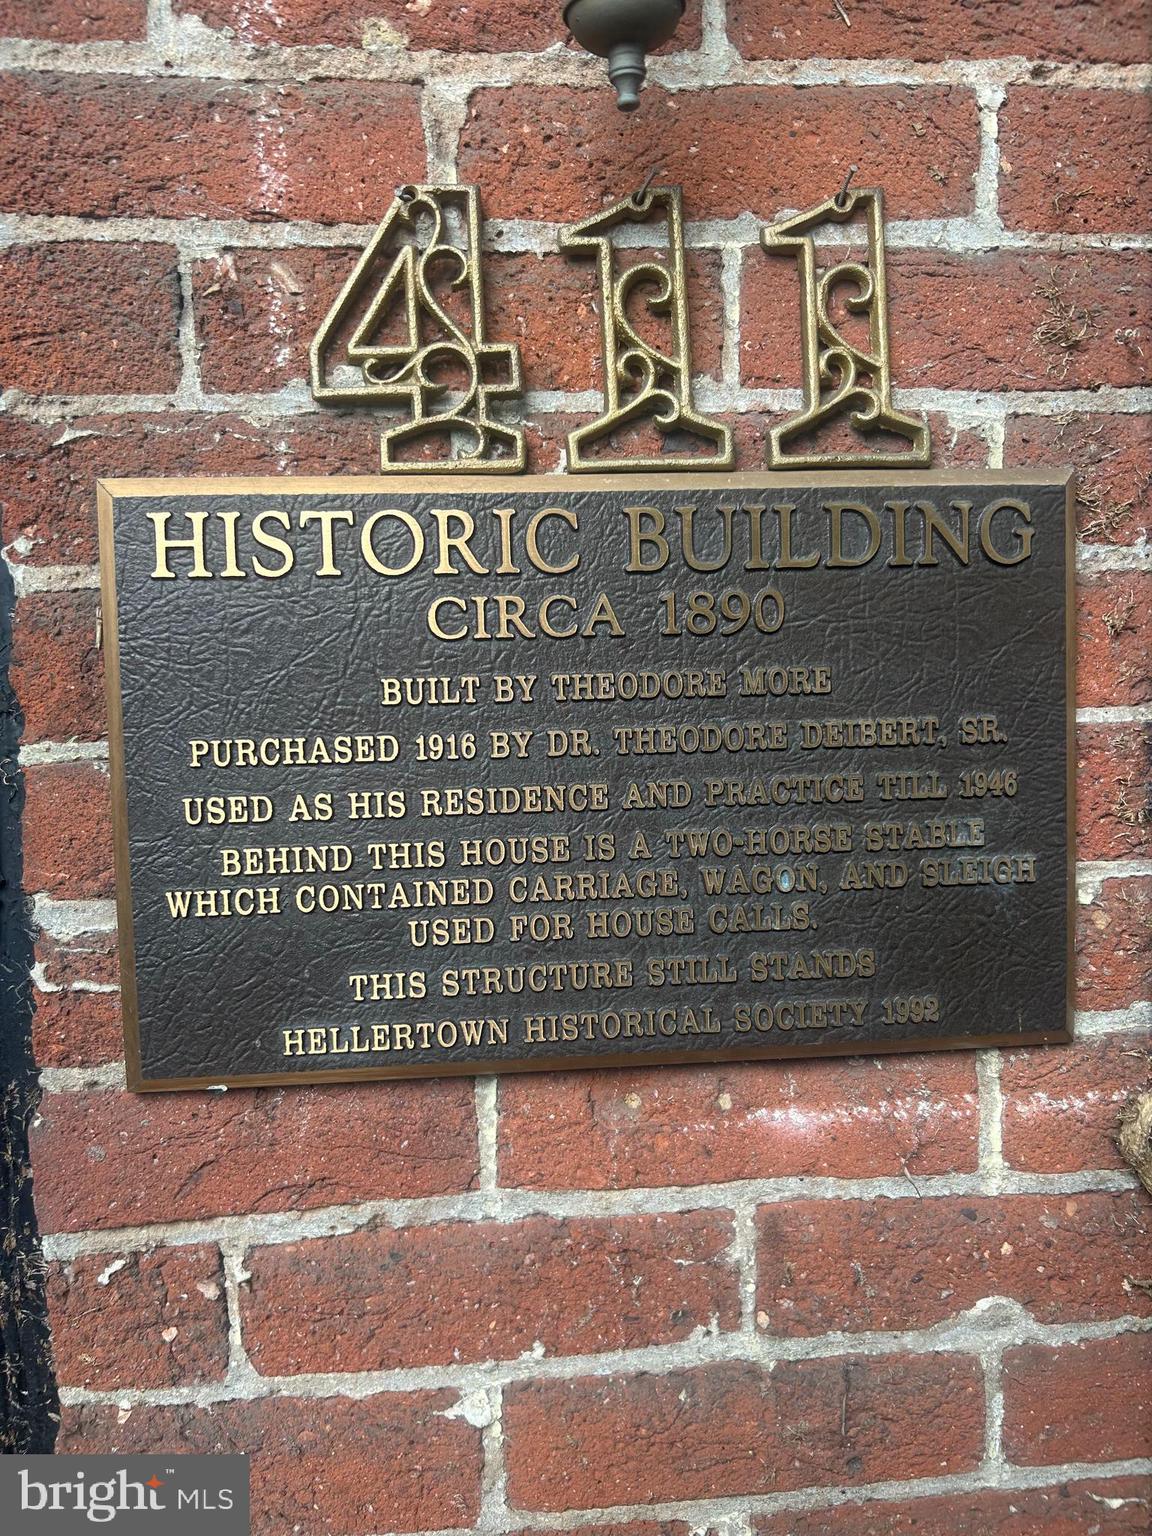 411
HISTORIC BUILDING
CIRCA 1890
BUILT BY THEODORE MORE
PURCHASED 1916 BY DR. THEODORE DEIBERT, SR.
USED AS HIS RESIDENCE AND PRACTICE TILL 1946
BEHIND THIS HOUSE IS A TWO-HORSE STABLE
WHICH CONTAINED CARRIAGE, WAGON, AND SLEIGH
USED FOR HOUSE CALLS.
THIS STRUCTURE STILL STANDS
HELLERTOWN HISTORICAL SOCIETY 1992
bright™ MLS